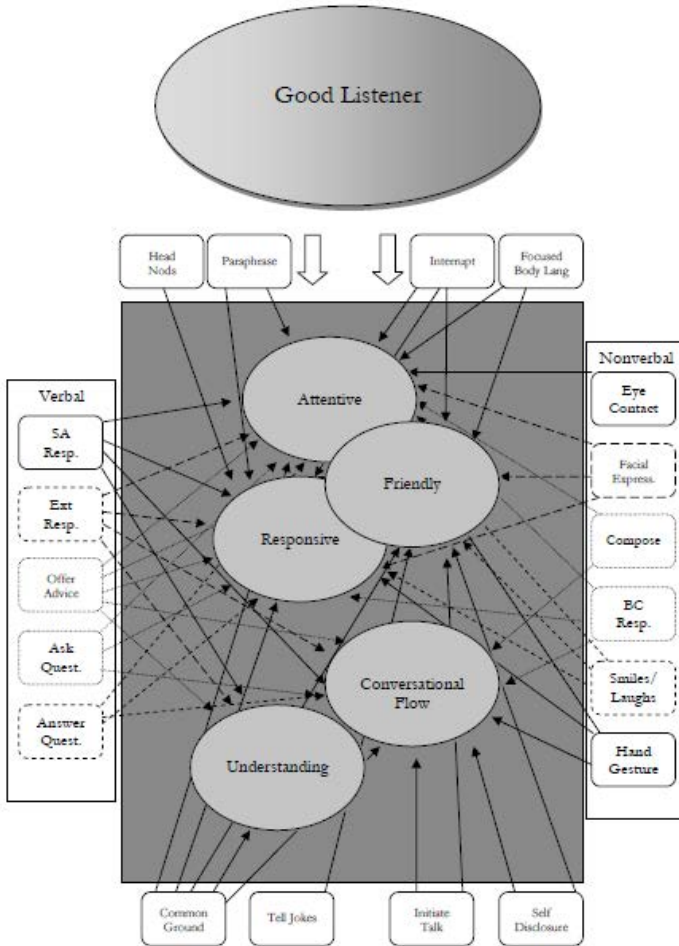 Good Listener
Head
Nods
Paraphrase
Interrupt
Focused
Body Lang
Verbal
SA
Resp.
Ext
Resp.
Offer
Advice
Ask
Quest.
Answer
Quest.
Attentive
Friendly
Responsive
Conversational
Flow
Understanding
Nonverbal
Eye
Contact
Facial
Express.
Compose
BC
Resp.
Smiles/
Laughs
Hand
Gesture
Common
Ground
Tell Jokes
Initiate
Talk
Self
Disclosure